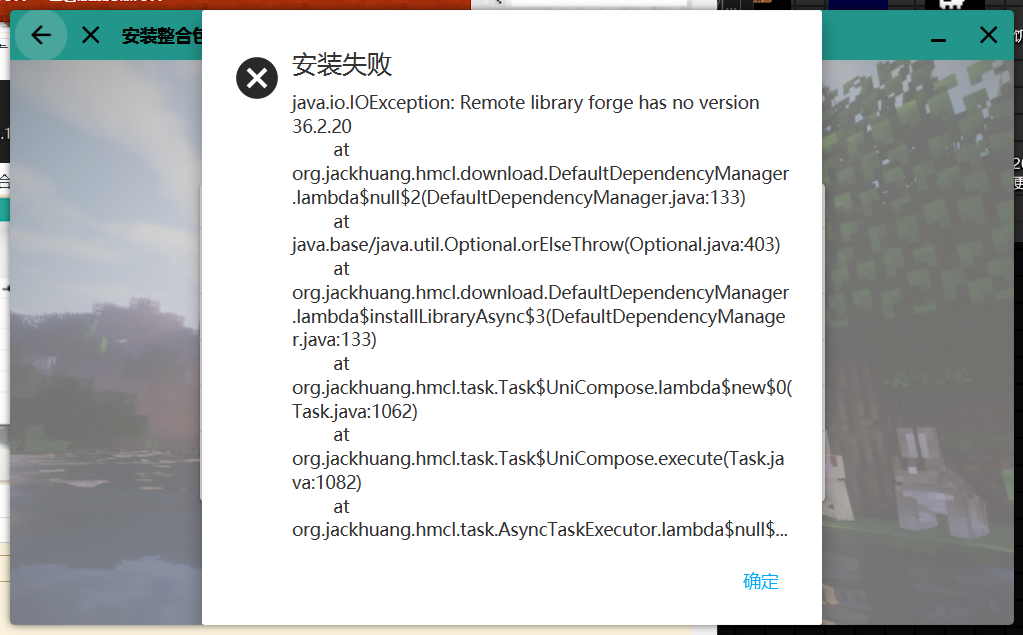 安装整合包
安装失败
java.io.IOException: Remote library forge has no version
36.2.20
at
org.jackhuang.hmcl.download.DefaultDependencyManager
.lambda$null$2(DefaultDependencyManager.java:133)
at
java.base/java.util.Optional.orElseThrow(Optional.java:403)
at
org.jackhuang.hmcl.download.DefaultDependencyManager
.lambda$installLibraryAsync$3(DefaultDependencyManage
r.java:133)
at
org.jackhuang.hmcl.task.Task$UniCompose.lambda$new$0(
Task.java:1062)
at
org.jackhuang.hmcl.task.Task$UniCompose.execute(Task.ja
va:1082)
at
org.jackhuang.hmcl.task.AsyncTaskExecutor.lambda$null$...
确定